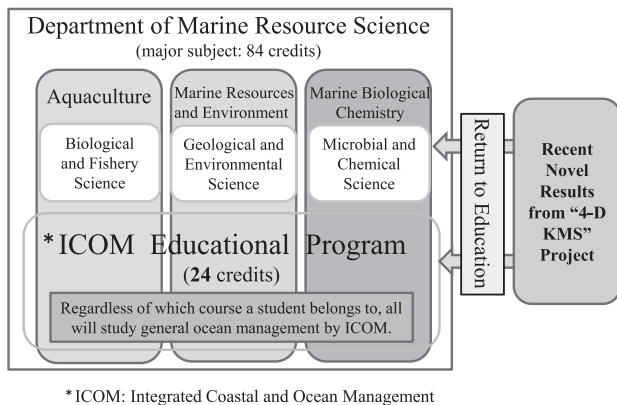 Department of Marine Resource Science
(major subject: 84 credits)
Aquaculture
Biological
and Fishery
Science
Marine Resources
and Environment
Geological and
Environmental
Science
Marine Biological
Chemistry
Microbial and
Chemical
Science
*ICOM Educational Program
(24 credits)
Regardless of which course a student belongs to, all
will study general ocean management by ICOM.
Return to Education
Recent
Novel
Results
from “4-D
KMS”
Project
*ICOM: Integrated Coastal and Ocean Management